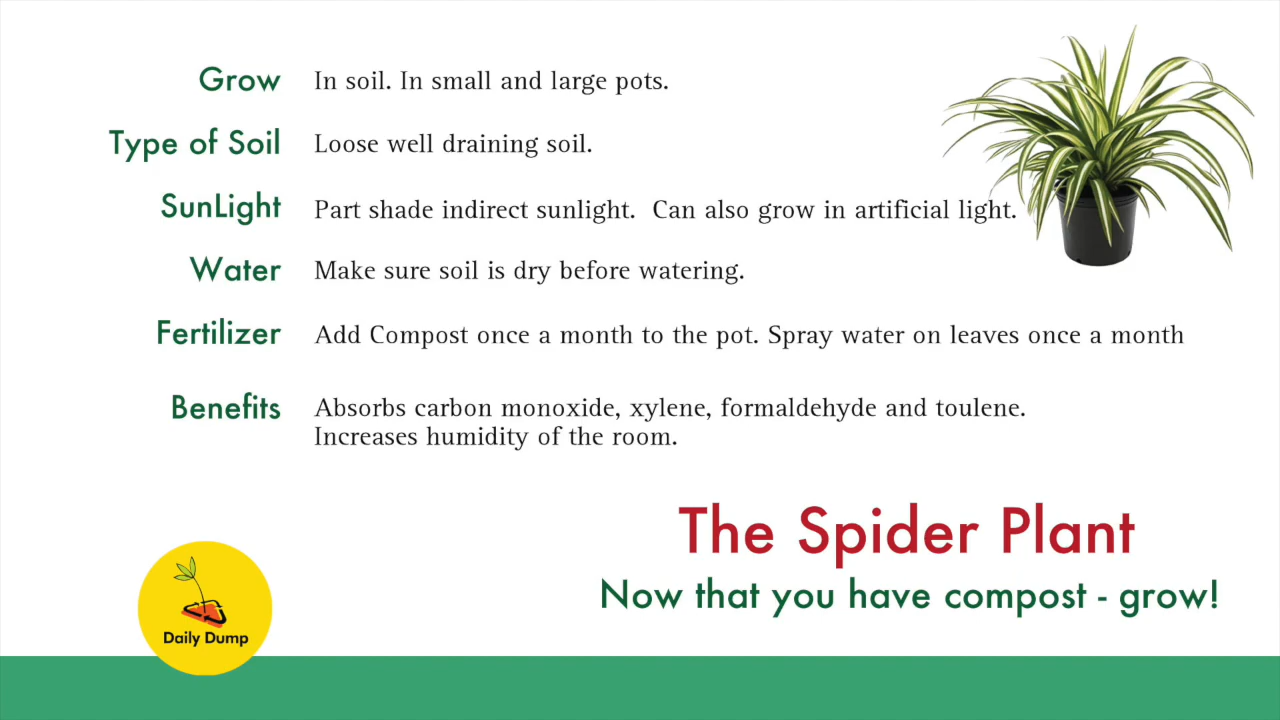 Grow In soil. In small and large pots.
Type of Soil Loose well draining soil.
SunLight Part shade indirect sunlight. Can also grow in artificial light.
Water Make sure soil is dry before watering.
Fertilizer Add Compost once a month to the pot. Spray water on leaves once a month
Benefits Absorbs carbon monoxide, xylene, formaldehyde and toulene.
Increases humidity of the room.
The Spider Plant
Now that you have compost - grow!
Daily Dump